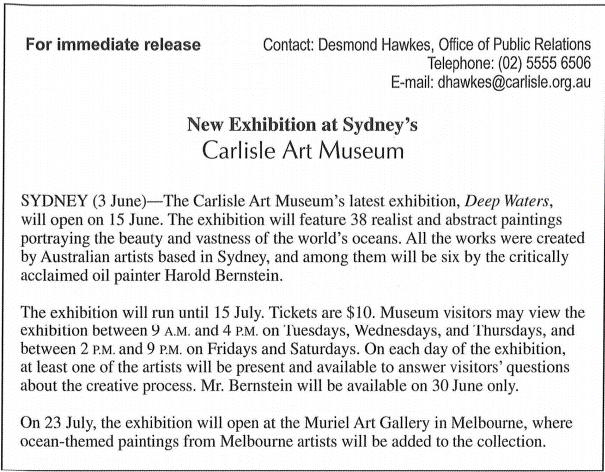 For immediate release
Contact: Desmond Hawkes, Office of Public Relations
Telephone: (02) 5555 6506
E-mail: dhawkes@carlisle.org.au
New Exhibition at Sydney's
Carlisle Art Museum
SYDNEY (3 June)—The Carlisle Art Museum's latest exhibition, Deep Waters,
will open on 15 June. The exhibition will feature 38 realist and abstract paintings
portraying the beauty and vastness of the world's oceans. All the works were created
by Australian artists based in Sydney, and among them will be six by the critically
acclaimed oil painter Harold Bernstein.
The exhibition will run until 15 July. Tickets are $10. Museum visitors may view the
exhibition between 9 A.M. and 4 P.M. on Tuesdays, Wednesdays, and Thursdays, and
between 2 P.M. and 9 P.M. on Fridays and Saturdays. On each day of the exhibition,
at least one of the artists will be present and available to answer visitors' questions
about the creative process. Mr. Bernstein will be available on 30 June only.
On 23 July, the exhibition will open at the Muriel Art Gallery in Melbourne, where
ocean-themed paintings from Melbourne artists will be added to the collection.